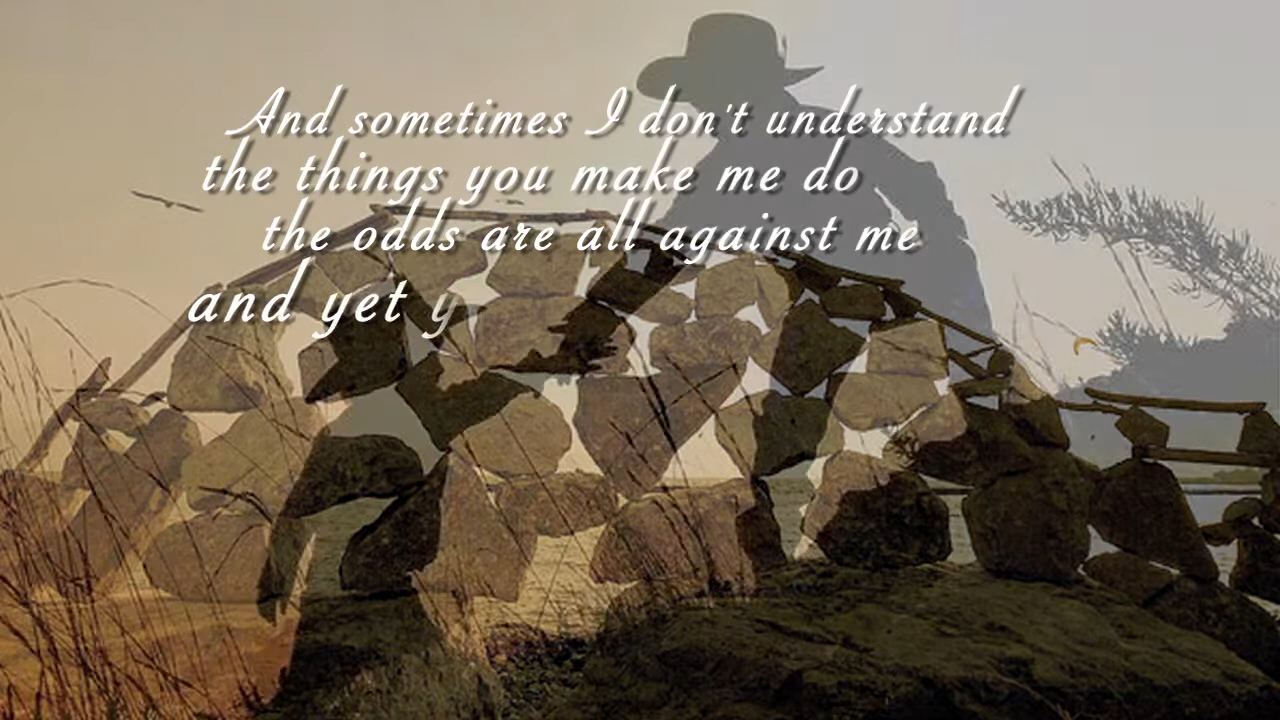 And sometimes I don't understand
the things you make me do
the odds are all against me
and yet y